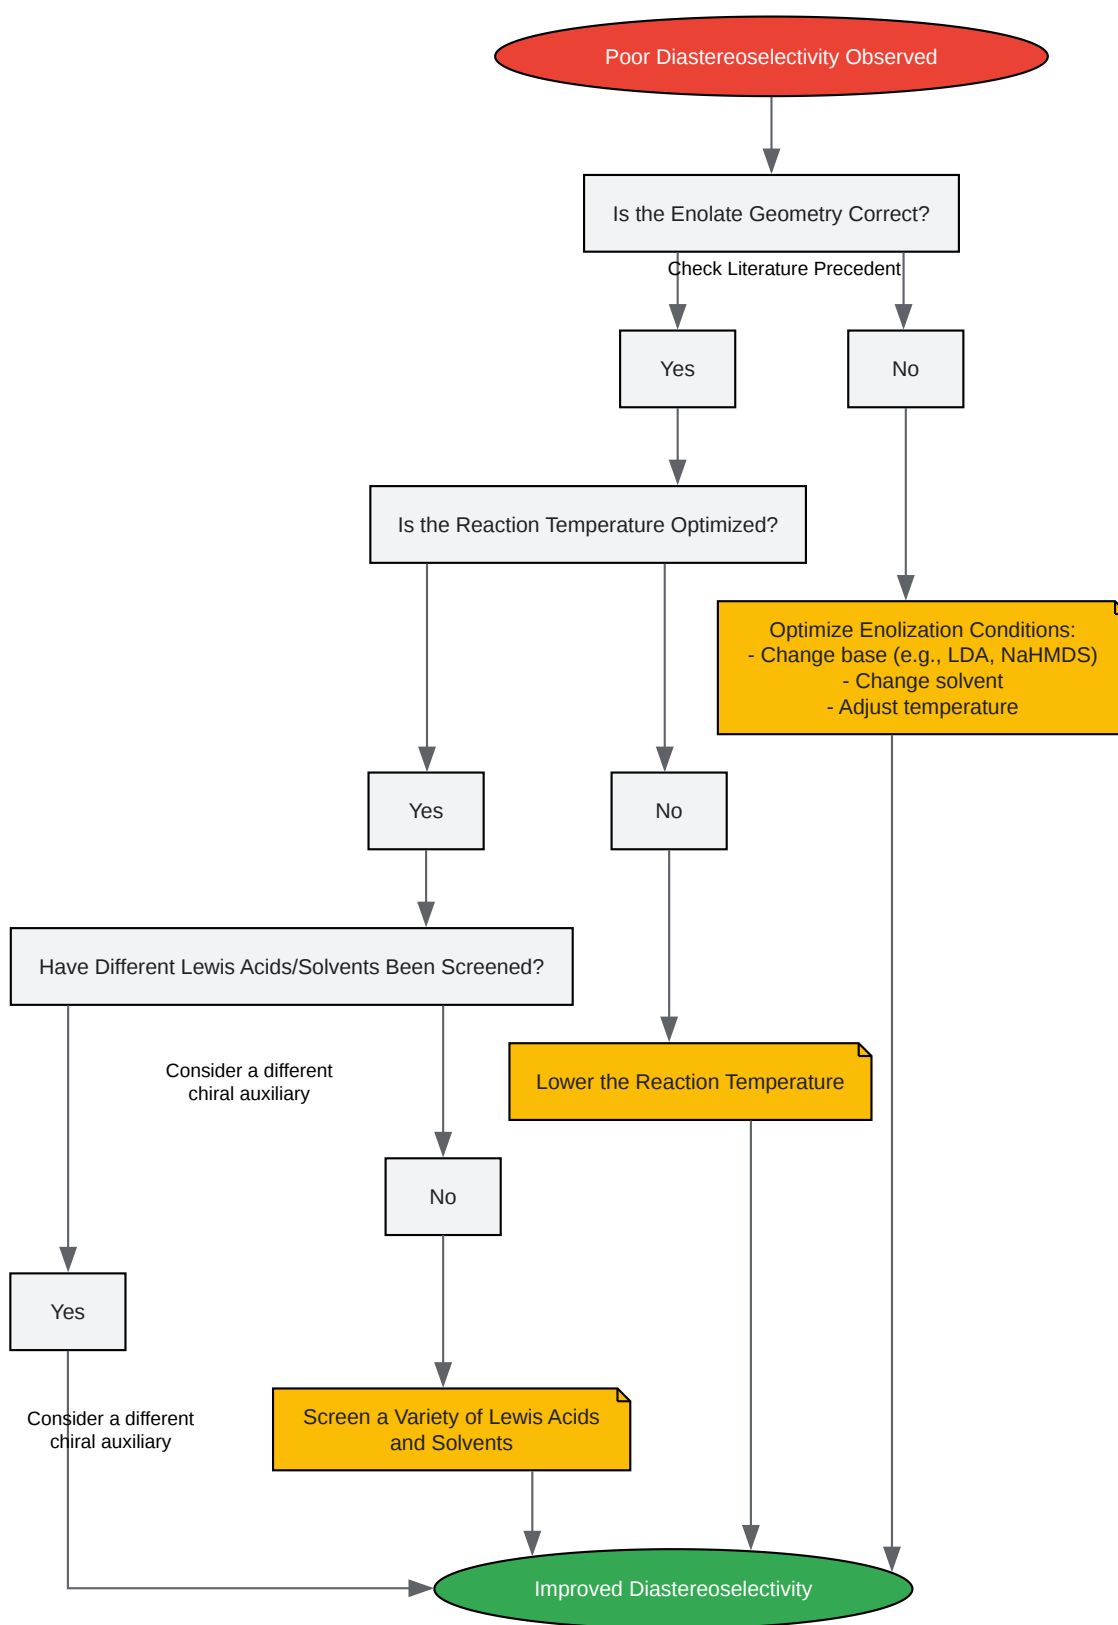 Poor Diastereoselectivity Observed
Is the Enolate Geometry Correct?
Check Literature Precedent
Yes
No
Is the Reaction Temperature Optimized?
Optimize Enolization Conditions:
- Change base (e.g., LDA, NaHMDS)
- Change solvent
- Adjust temperature
Yes
No
Have Different Lewis Acids/Solvents Been Screened?
Consider a different
chiral auxiliary
Lower the Reaction Temperature
No
Yes
Consider a different
chiral auxiliary
Screen a Variety of Lewis Acids
and Solvents
Improved Diastereoselectivity